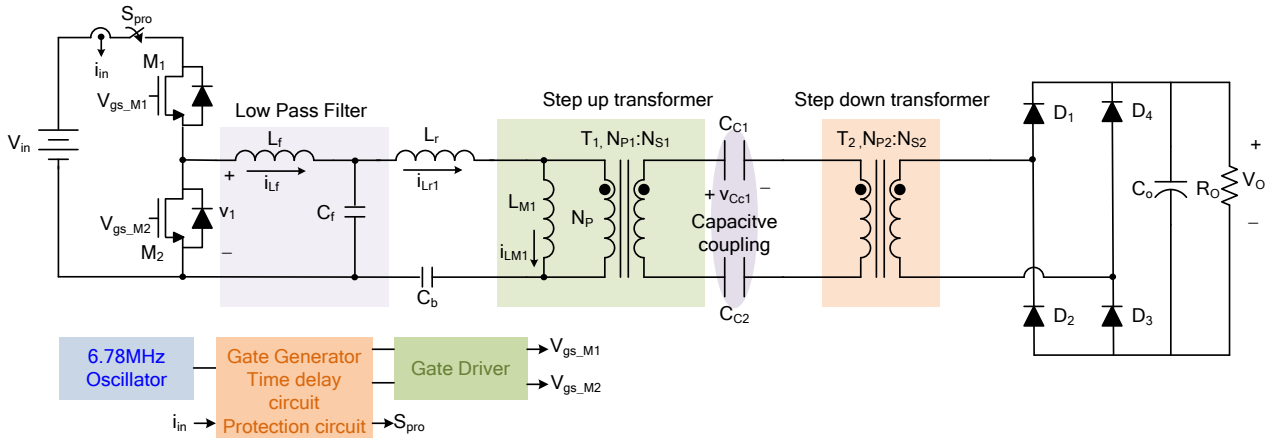 S_pro
i_in
M_1
V_gs_M1
V_in
V_gs_M2
M_2
v_1
+
–
Low Pass Filter
L_f
i_Lf
C_f
L_r
i_Lr1
C_b
Step up transformer
T_1, N_P1:N_S1
L_M1
N_P
i_LM1
C_C1
+ v_Cc1 –
Capacitve
coupling
C_C2
Step down transformer
T_2, N_P2:N_S2
D_1
D_4
D_2
D_3
C_o
R_O
+
V_O
–
6.78MHz
Oscillator
Gate Generator
Time delay
circuit
Protection circuit
Gate Driver
V_gs_M1
V_gs_M2
i_in
S_pro